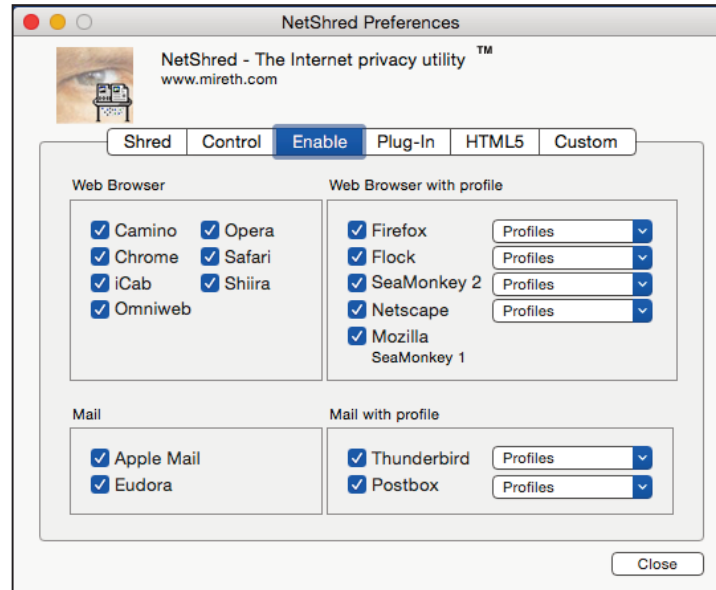 NetShred Preferences
NetShred - The Internet privacy utility ™
www.mireth.com
Shred Control Enable Plug-In HTML5 Custom
Web Browser
Camino Opera
Chrome Safari
iCab Shiira
Omniweb
Web Browser with profile
Firefox Profiles
Flock Profiles
SeaMonkey 2 Profiles
Netscape Profiles
Mozilla
SeaMonkey 1
Mail
Apple Mail
Eudora
Mail with profile
Thunderbird Profiles
Postbox Profiles
Close